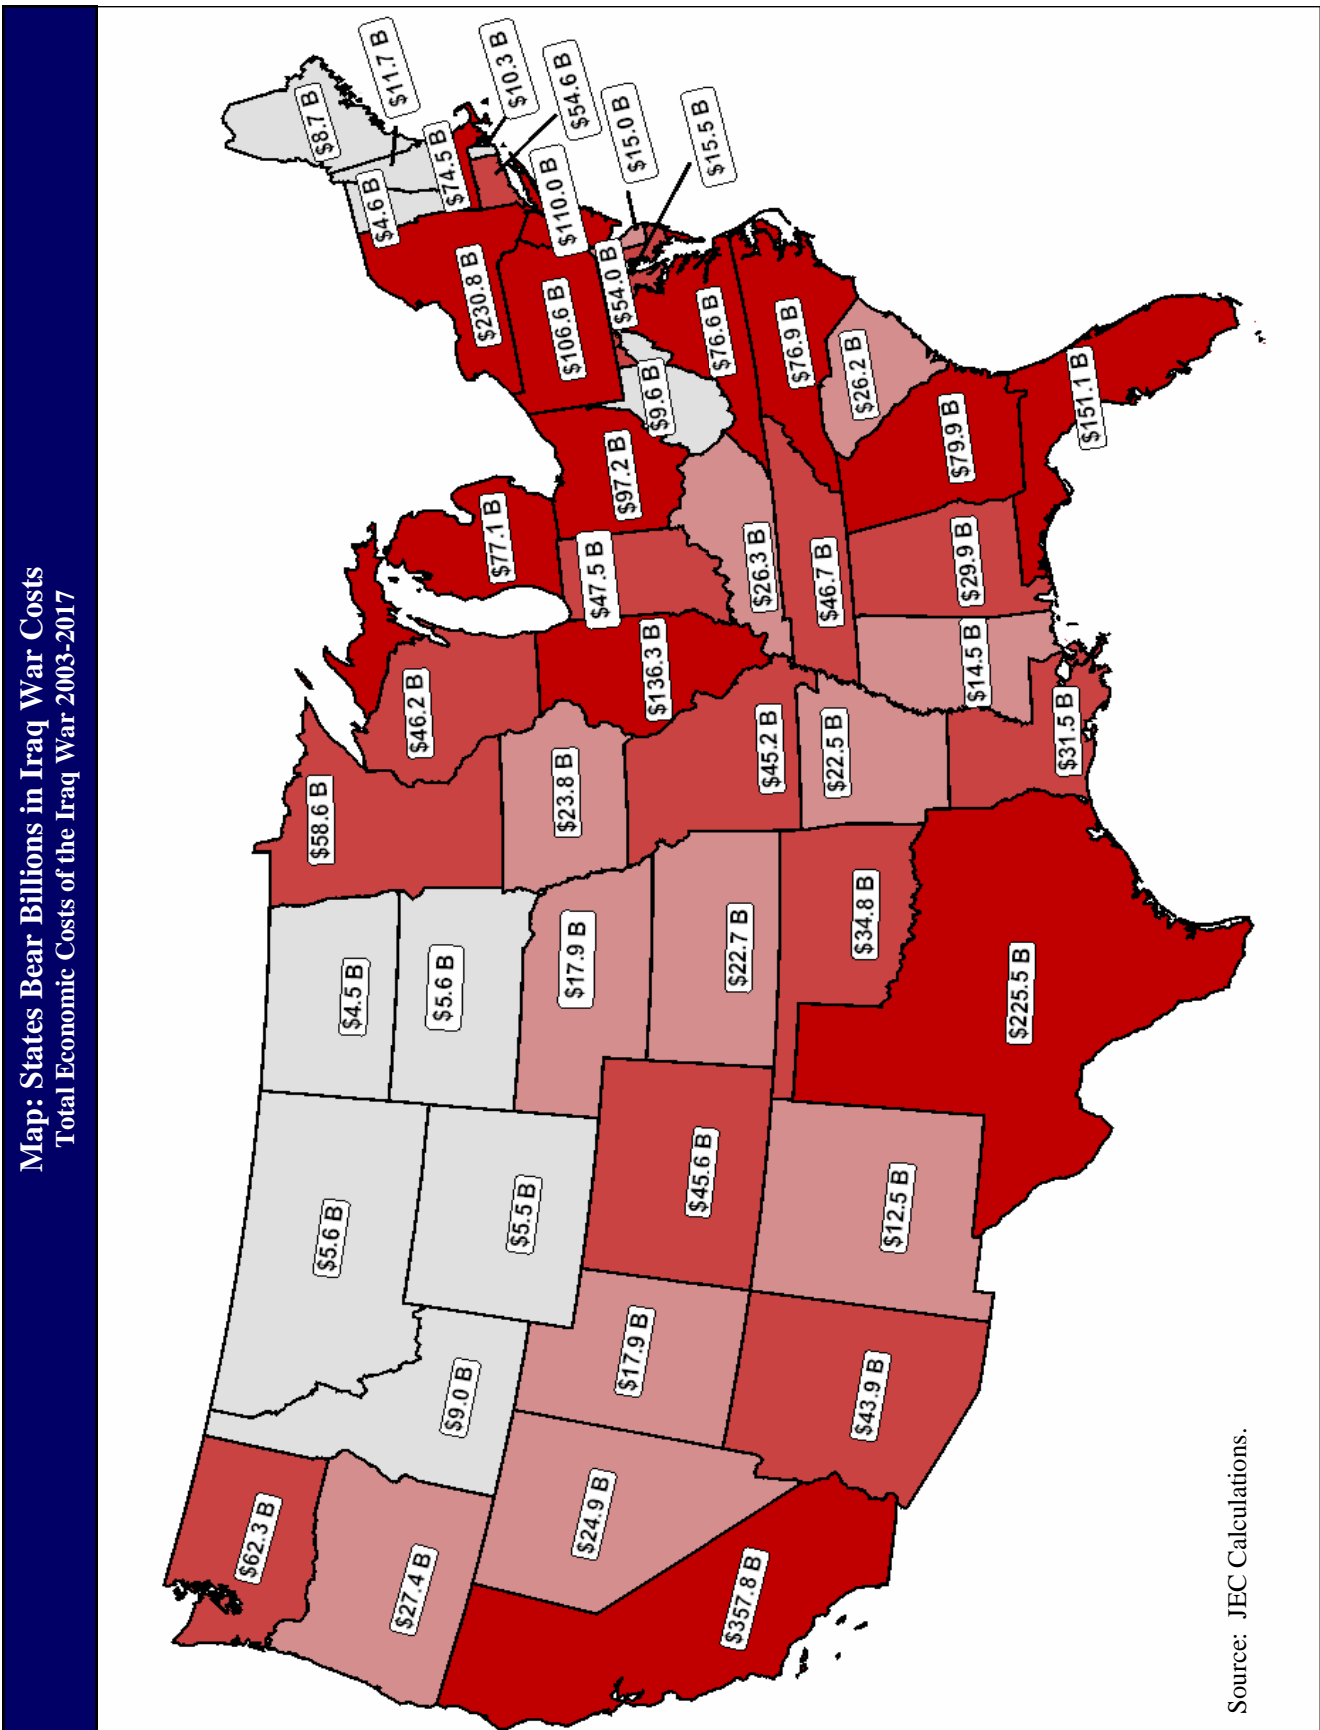 Map: States Bear Billions in Iraq War Costs
Total Economic Costs of the Iraq War 2003-2017
$62.3 B
$27.4 B
$357.8 B
$24.9 B
$9.0 B
$5.6 B
$5.5 B
$17.9 B
$43.9 B
$45.6 B
$12.5 B
$4.5 B
$5.6 B
$17.9 B
$22.7 B
$34.8 B
$225.5 B
$58.6 B
$23.8 B
$45.2 B
$22.5 B
$31.5 B
$46.2 B
$136.3 B
$77.1 B
$47.5 B
$97.2 B
$26.3 B
$46.7 B
$14.5 B
$29.9 B
$79.9 B
$151.1 B
$26.2 B
$76.9 B
$76.6 B
$9.6 B
$106.6 B
$230.8 B
$54.0 B
$110.0 B
$4.6 B
$74.5 B
$8.7 B
$11.7 B
$10.3 B
$54.6 B
$15.0 B
$15.5 B
Source: JEC Calculations.